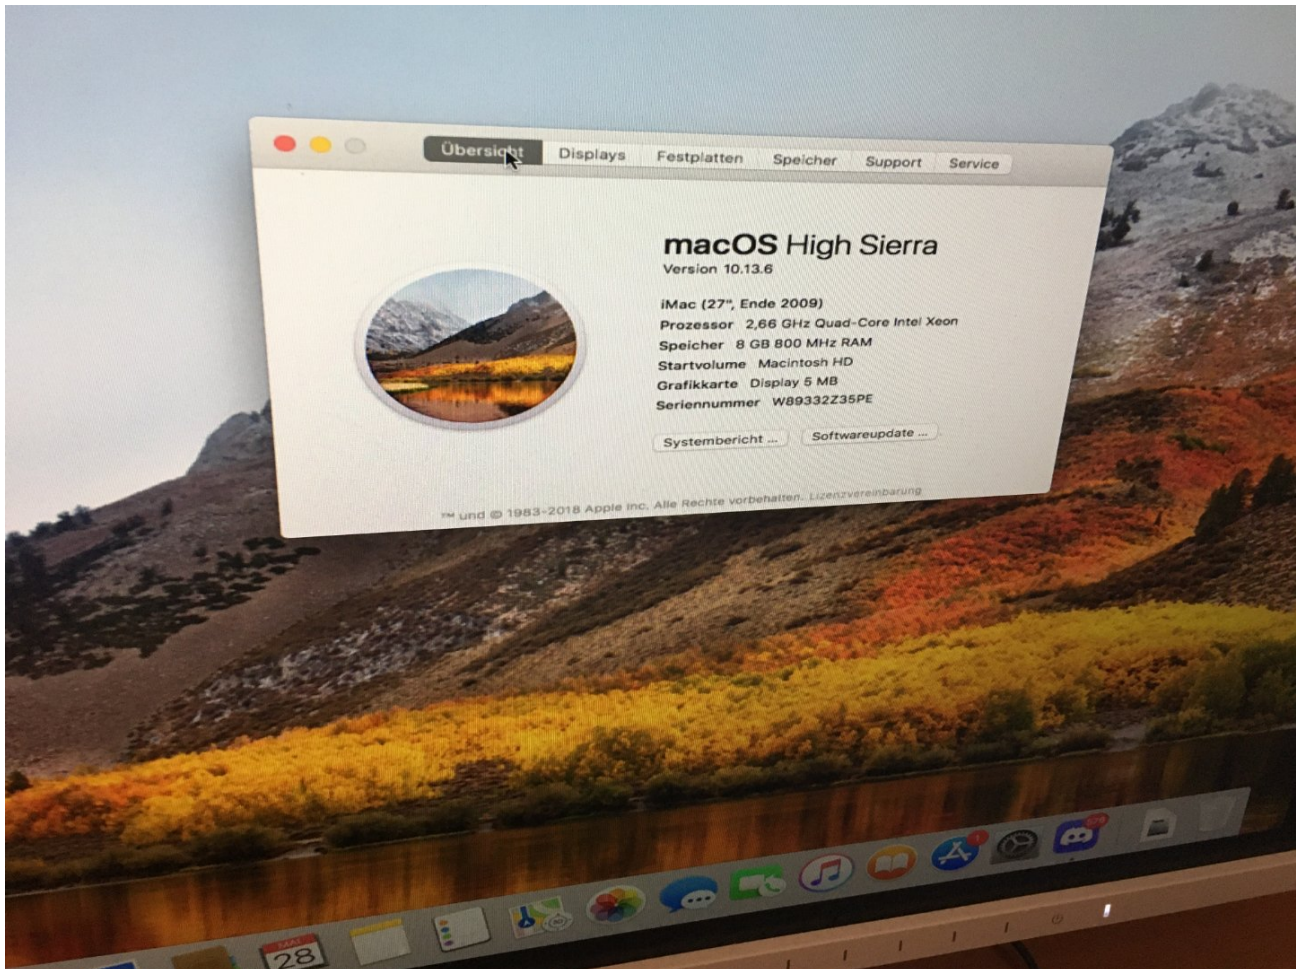 Übersicht Displays Festplatten Speicher Support Service
macOS High Sierra
Version 10.13.6
iMac (27", Ende 2009)
Prozessor 2,66 GHz Quad-Core Intel Xeon
Speicher 8 GB 800 MHz RAM
Startvolume Macintosh HD
Grafikkarte Display 5 MB
Seriennummer W89332Z35PE
Systembericht ... Softwareupdate ...
™ und © 1983-2018 Apple Inc. Alle Rechte vorbehalten. Lizenzvereinbarung
1
MAI
28